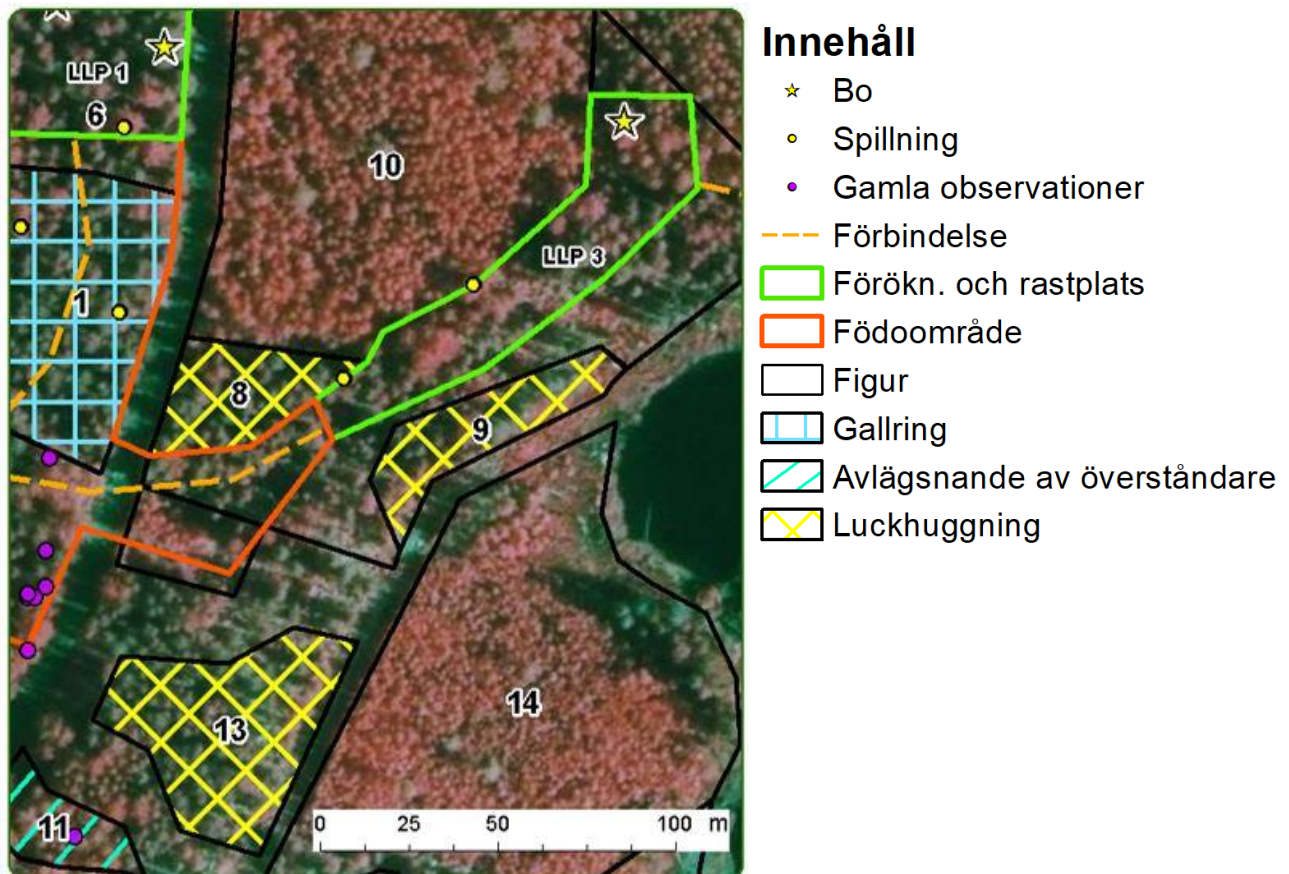 LLP 1
6
10
LLP 3
1
8
9
14
13
11
0 25 50 100 m
Innehåll
Bo
Spillning
Gamla observationer
Förbindelse
Förökn. och rastplats
Födoområde
Figur
Gallring
Avlägsnande av överståndare
Luckhuggning